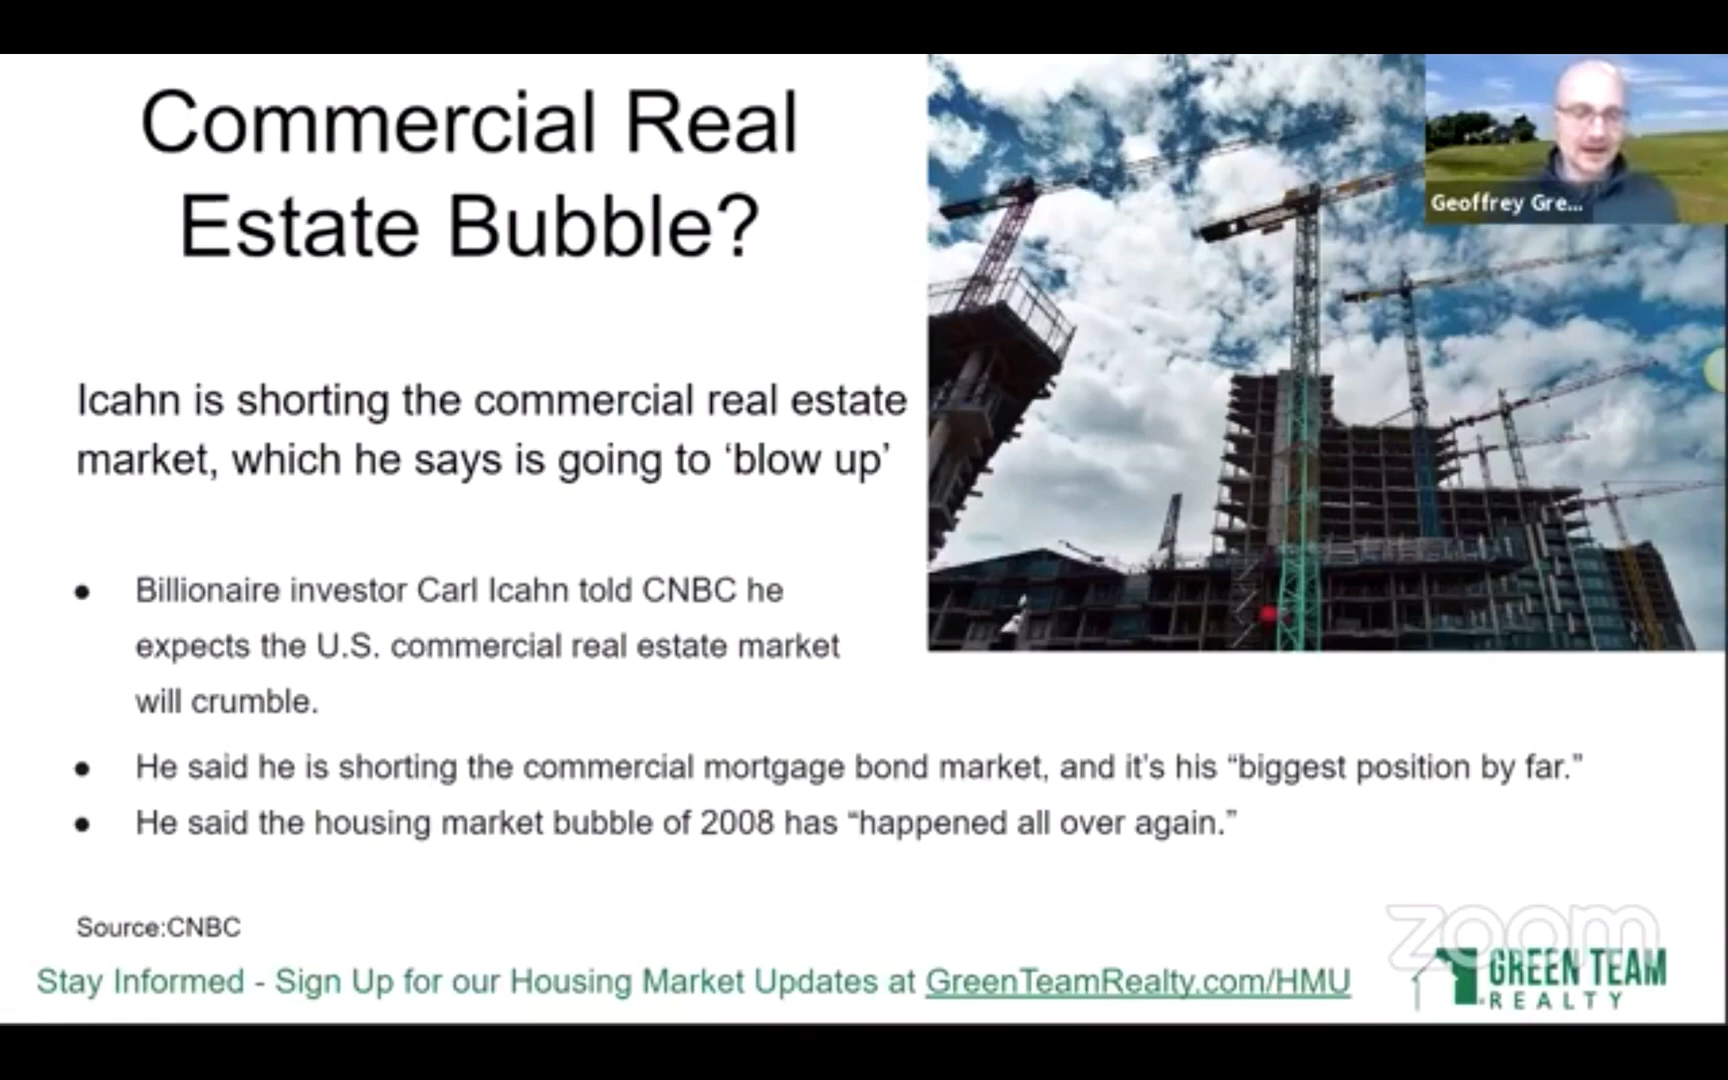 Commercial Real
Estate Bubble?
Geoffrey Gre...
Icahn is shorting the commercial real estate
market, which he says is going to ‘blow up’
● Billionaire investor Carl Icahn told CNBC he
expects the U.S. commercial real estate market
will crumble.
● He said he is shorting the commercial mortgage bond market, and it’s his “biggest position by far.”
● He said the housing market bubble of 2008 has “happened all over again.”
Source:CNBC
zoom
Stay Informed - Sign Up for our Housing Market Updates at GreenTeamRealty.com/HMU
GREEN TEAM
REALTY